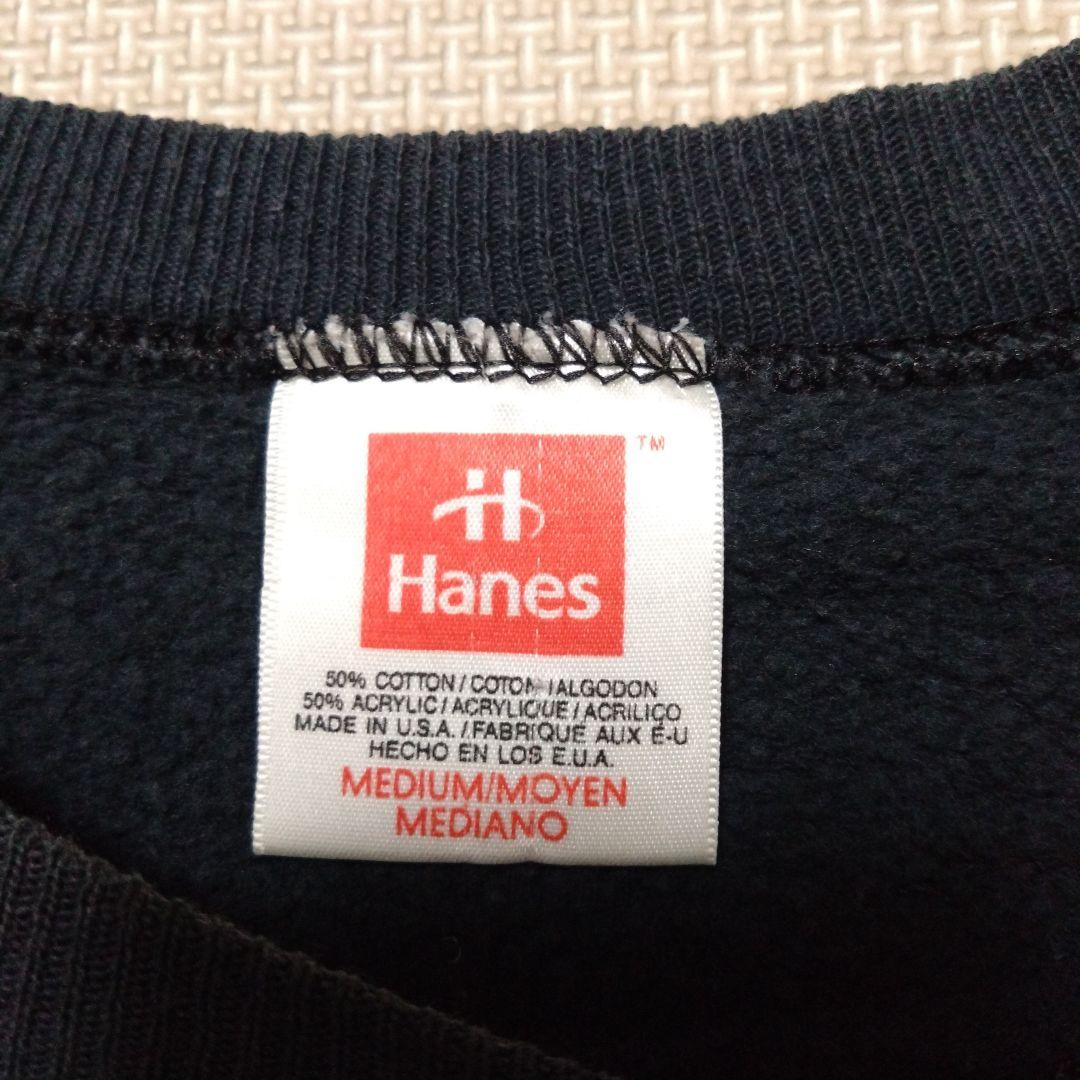 H
TM
Hanes
50% COTTON/COTON/ALGODON
50% ACRYLIC/ACRYLIQUE/ACRILIÇO
MADE IN U.S.A./FABRIQUE AUX É-U
HECHO EN LOS E.U.A.
MEDIUM/MOYEN
MEDIANO